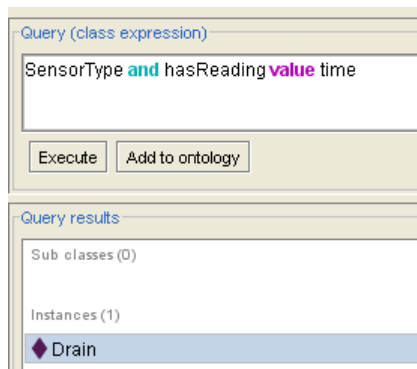 Query (class expression)
SensorType and hasReading value time
Execute Add to ontology
Query results
Sub classes (0)
Instances (1)
Drain